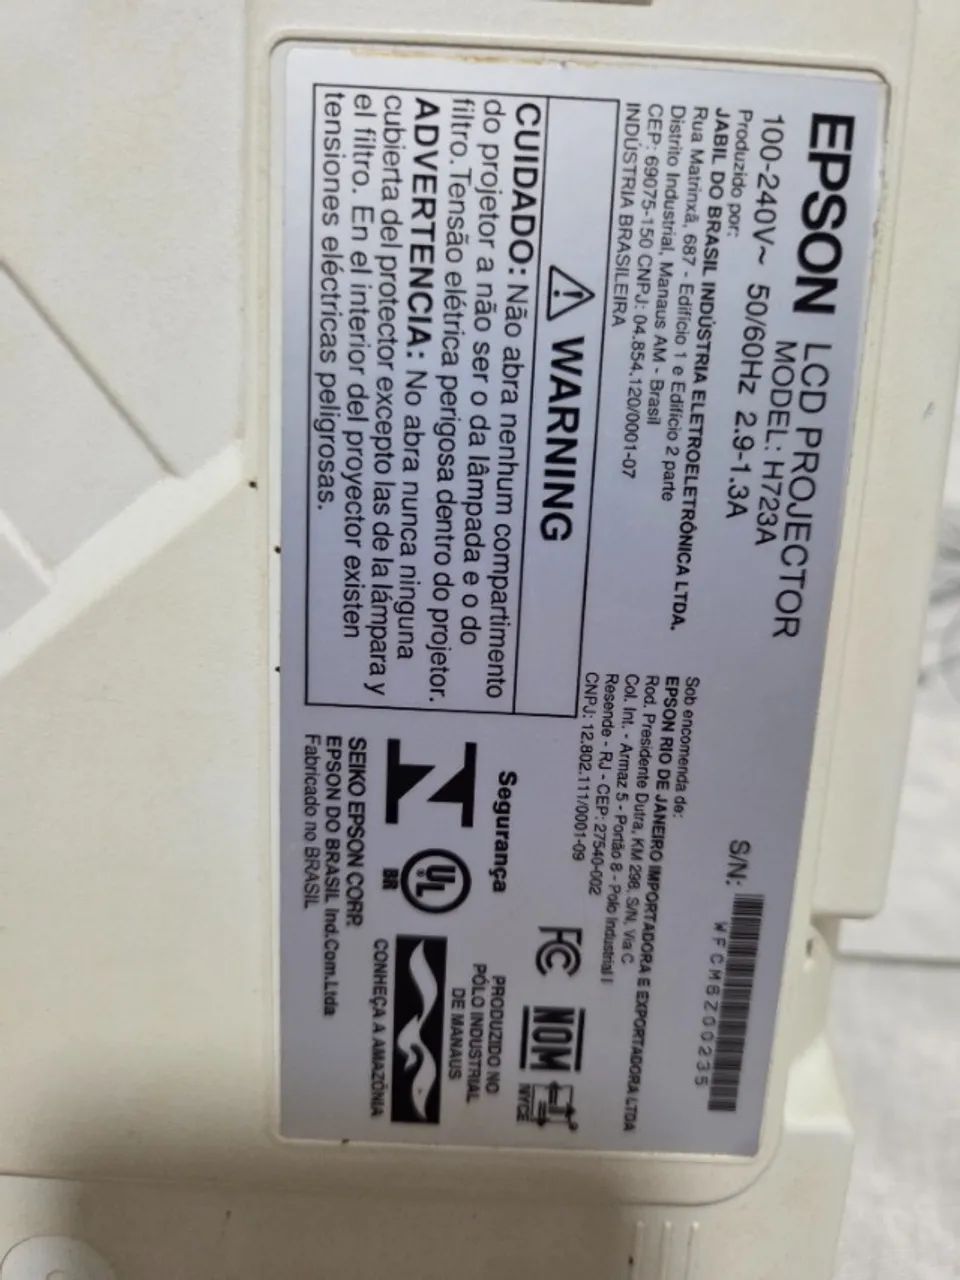 EPSON LCD PROJECTOR
MODEL: H723A
100-240V~ 50/60Hz 2.9-1.3A
Produzido por:
JABIL DO BRASIL INDÚSTRIA ELETROELETRÔNICA LTDA.
Rua Matrinxã, 687 - Edifício 1 e Edifício 2 parte
Distrito Industrial, Manaus AM - Brasil
CEP: 69075-150 CNPJ: 04.854.120/0001-07
INDÚSTRIA BRASILEIRA
S/N:
WFCM6Z00235
Sob encomenda de:
EPSON RIO DE JANEIRO IMPORTADORA E EXPORTADORA LTDA
Rod. Presidente Dutra, KM 298, S/N, Via C
Col. Int. - Armaz 5 - Portão 8 - Polo Industrial I
Resende - RJ - CEP: 27540-002
CNPJ: 12.802.111/0001-09
WARNING
CUIDADO: Não abra nenhum compartimento
do projetor a não ser o da lâmpada e o do
filtro. Tensão elétrica perigosa dentro do projetor.
ADVERTENCIA: No abra nunca ninguna
cubierta del protector excepto las de la lámpara y
el filtro. En el interior del proyector existen
tensiones eléctricas peligrosas.
FC
NOM
NYCE
Segurança
N
UL
BR
PRODUZIDO NO
PÓLO INDUSTRIAL
DE MANAUS
CONHEÇA A AMAZÔNIA
SEIKO EPSON CORP.
EPSON DO BRASIL Ind.Com.Ltda
Fabricado no BRASIL